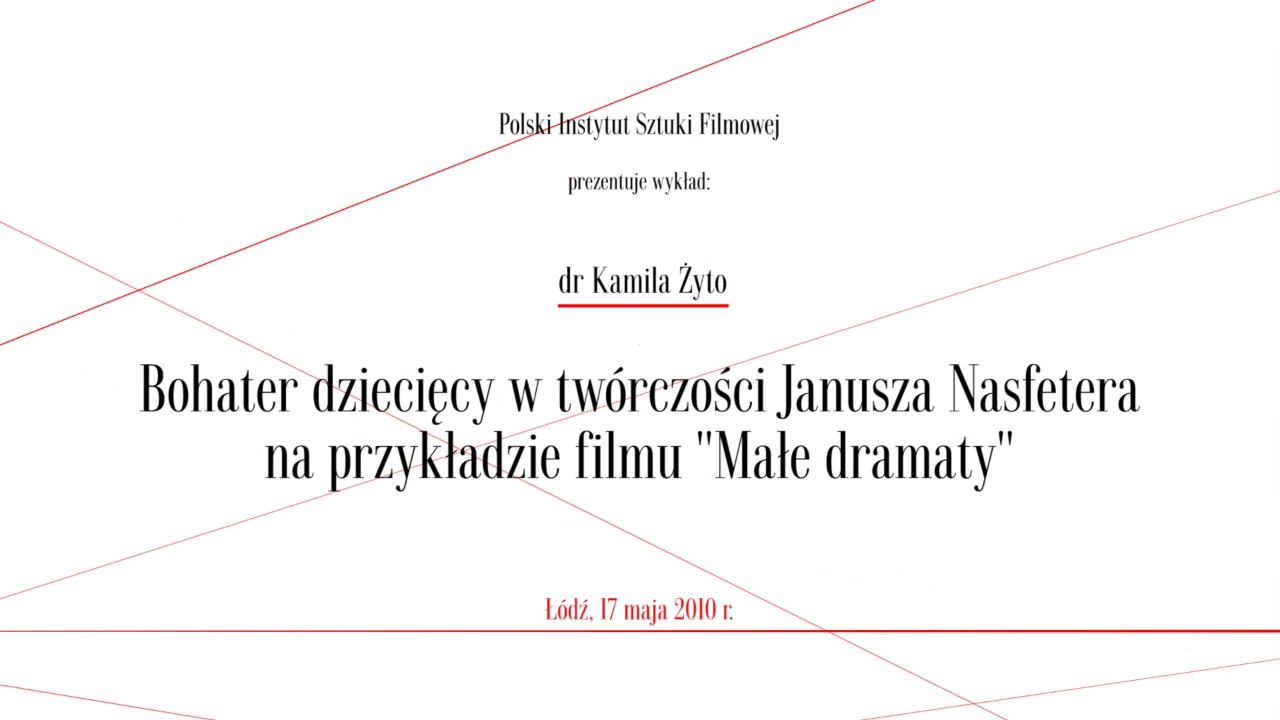 Polski Instytut Sztuki Filmowej
prezentuje wykład:
dr Kamila Żyto
Bohater dziecięcy w twórczości Janusza Nasfetera
na przykładzie filmu "Małe dramaty"
Łódź, 17 maja 2010 r.